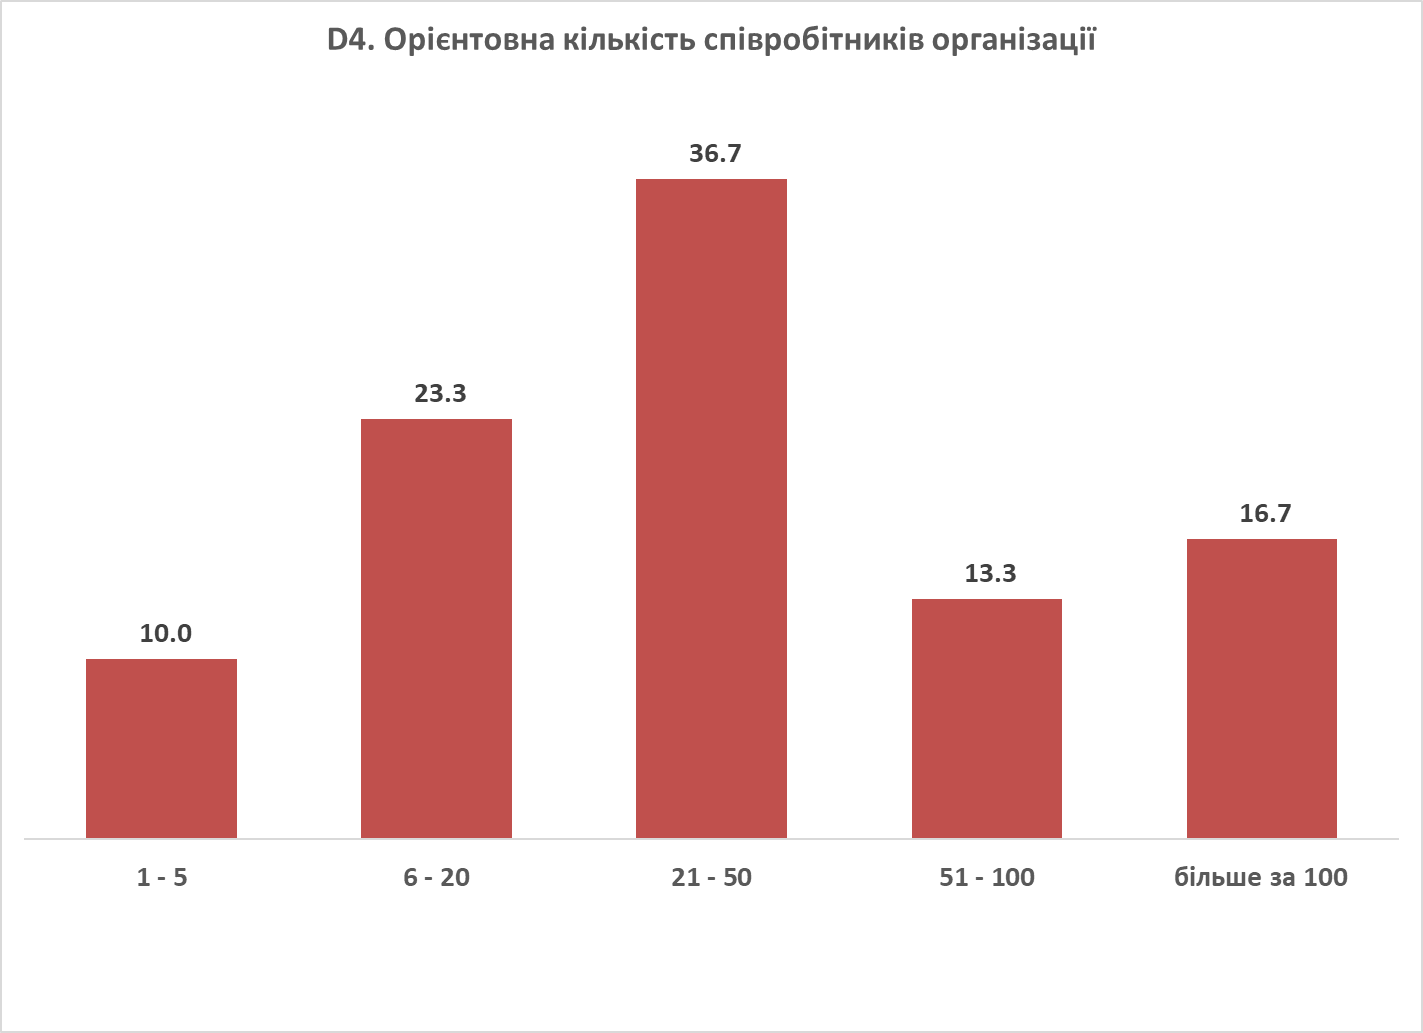 D4. Орієнтовна кількість співробітників організації
36.7
23.3
16.7
13.3
10.0
1 - 5
6 - 20
21 - 50
51 - 100
більше за 100